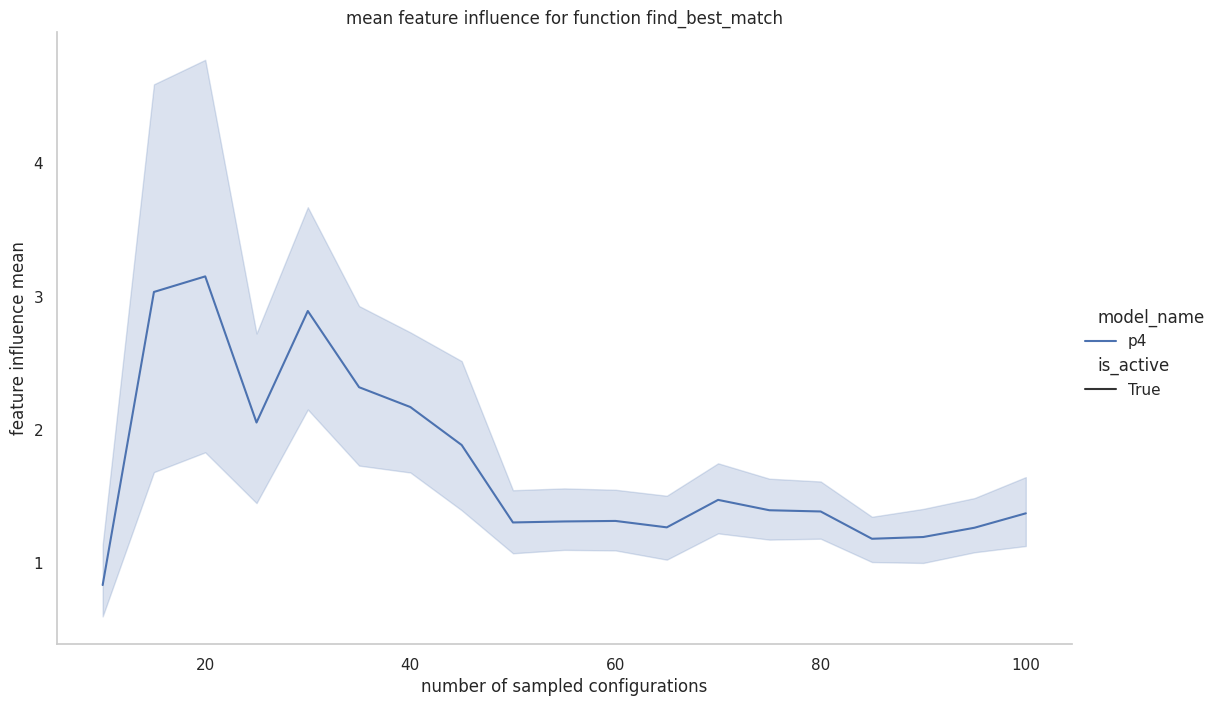 mean feature influence for function find_best_match
4
3
2
1
feature influence mean
20 40 60 80 100
number of sampled configurations
model_name
p4
is_active
True